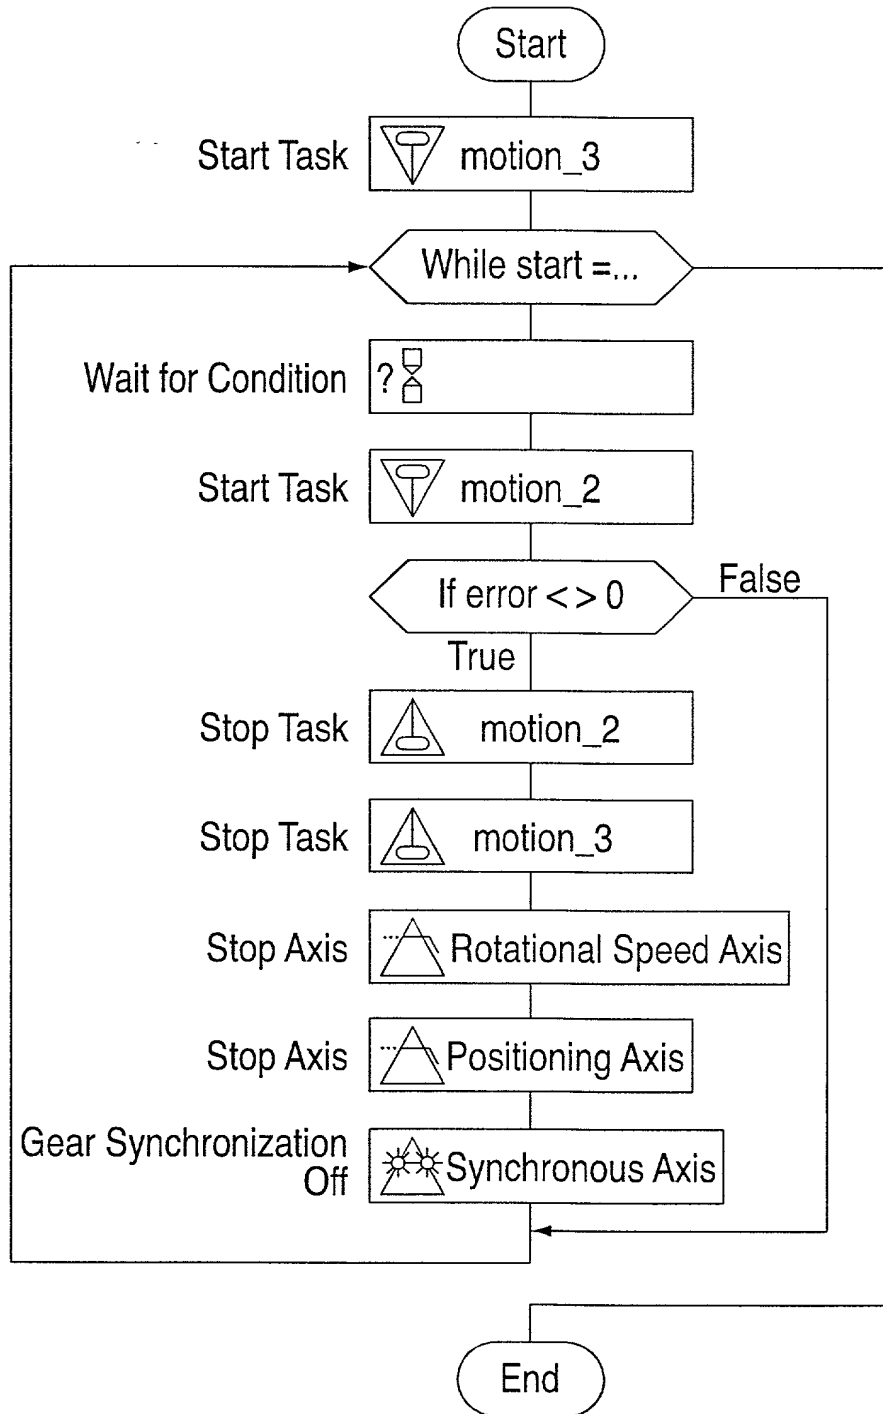 Start
Start Task motion_3
While start =...
Wait for Condition ?
Start Task motion_2
If error < > 0 False
True
Stop Task motion_2
Stop Task motion_3
Stop Axis Rotational Speed Axis
Stop Axis Positioning Axis
Gear Synchronization
Off Synchronous Axis
End